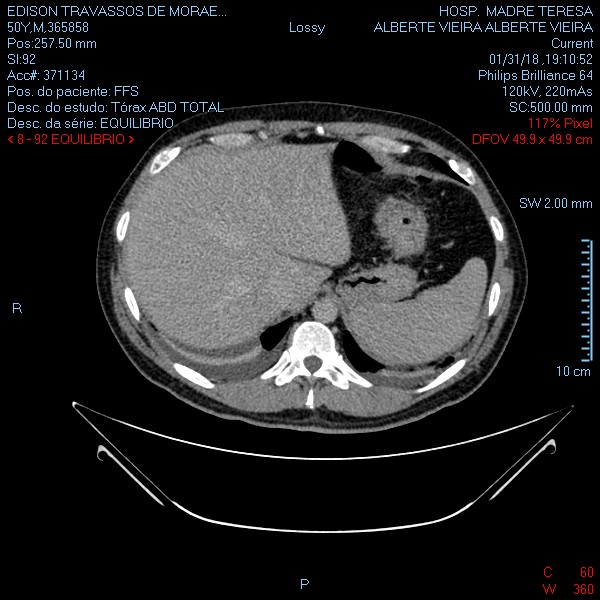 EDISON TRAVASSOS DE MORAE...
50Y,M,365858
Pos:257.50 mm
SI:92
Acc#: 371134
Pos. do paciente: FFS
Desc. do estudo: Tórax ABD TOTAL
Desc. da série: EQUILIBRIO
< 8 - 92 EQUILIBRIO >
Lossy
HOSP. MADRE TERESA
ALBERTE VIEIRA ALBERTE VIEIRA
Current
01/31/18 ,19:10:52
Philips Brilliance 64
120kV, 220mAs
SC:500.00 mm
117% Pixel
DFOV 49.9 x 49.9 cm
SW 2.00 mm
R
10 cm
P
C 60
W 360